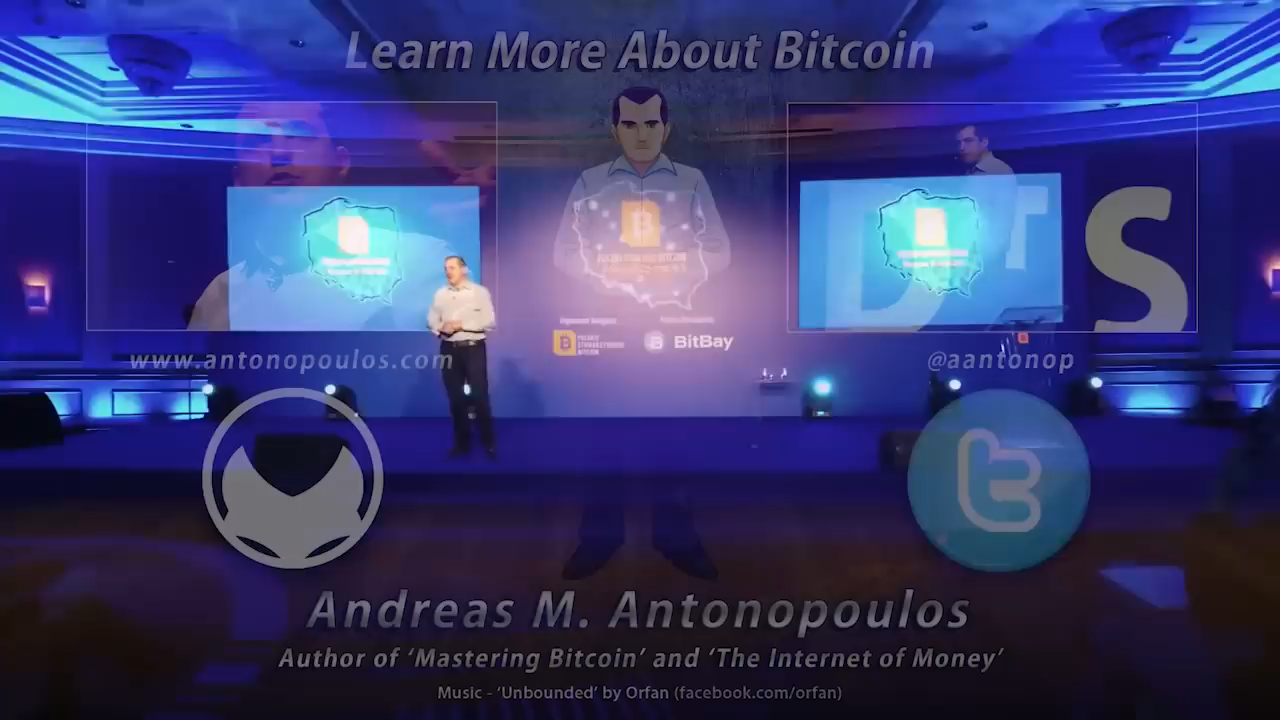 Learn More About Bitcoin
BitBay
www.antonopoulos.com
@aantonop
Andreas M. Antonopoulos
Author of ‘Mastering Bitcoin’ and ‘The Internet of Money’
Music - ‘Unbounded’ by Orfan (facebook.com/orfan)